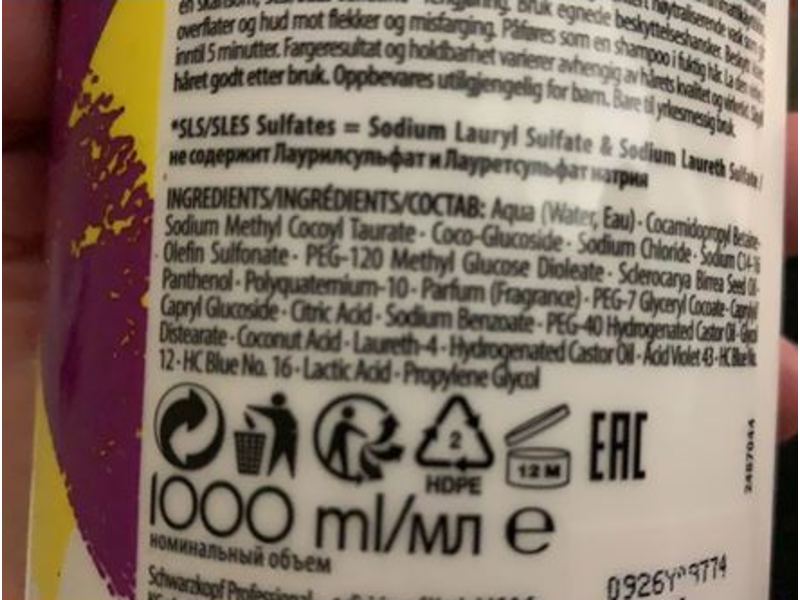 overflater og hud mot flekker og misfarging. Påføres som en shampoo i fuktig hår. La den
inntil 5 minutter. Fargeresultat og holdbarhet varierer avhengig av hårets kvalitet og
håret godt etter bruk. Oppbevares utilgjengelig for barn. Bare til yrkesmessig bruk.
*SLS/SLES Sulfates = Sodium Lauryl Sulfate & Sodium Laureth Sulfate /
не содержит Лаурилсульфат и Лауретсульфат натрия
INGREDIENTS/INGRÉDIENTS/СОСТАВ: Aqua (Water, Eau) · Cocamidopropyl Betaine ·
Sodium Methyl Cocoyl Taurate · Coco-Glucoside · Sodium Chloride · Sodium C14-16
Olefin Sulfonate · PEG-120 Methyl Glucose Dioleate · Sclerocarya Birrea Seed Oil ·
Panthenol · Polyquaternium-10 · Parfum (Fragrance) · PEG-7 Glyceryl Cocoate · Caprylyl/
Capryl Glucoside · Citric Acid · Sodium Benzoate · PEG-40 Hydrogenated Castor Oil · Glycol
Distearate · Coconut Acid · Laureth-4 · Hydrogenated Castor Oil · Acid Violet 43 · HC Blue No.
12 · HC Blue No. 16 · Lactic Acid · Propylene Glycol
2
HDPE
12 M
EAC
2487044
1000 ml/мл e
номинальный объем
Schwarzkopf Professional